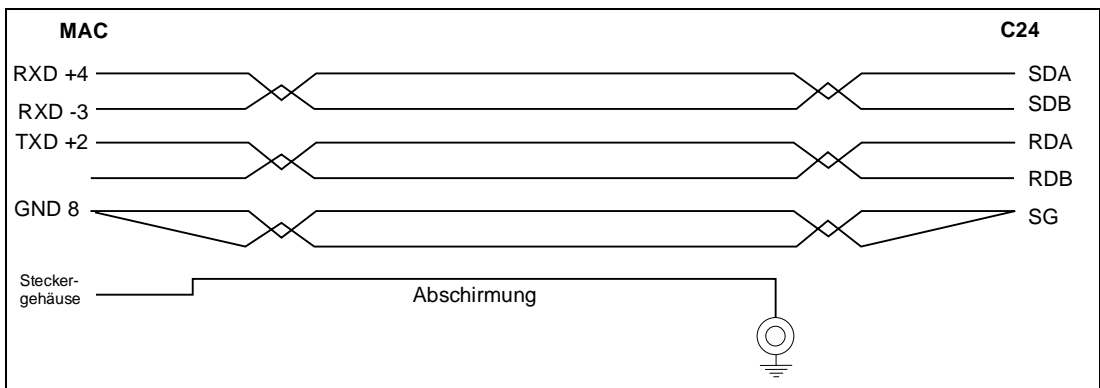 MAC C24
RXD +4 SDA
RXD -3 SDB
TXD +2 RDA
RDB
GND 8 SG
Stecker-
gehäuse
Abschirmung